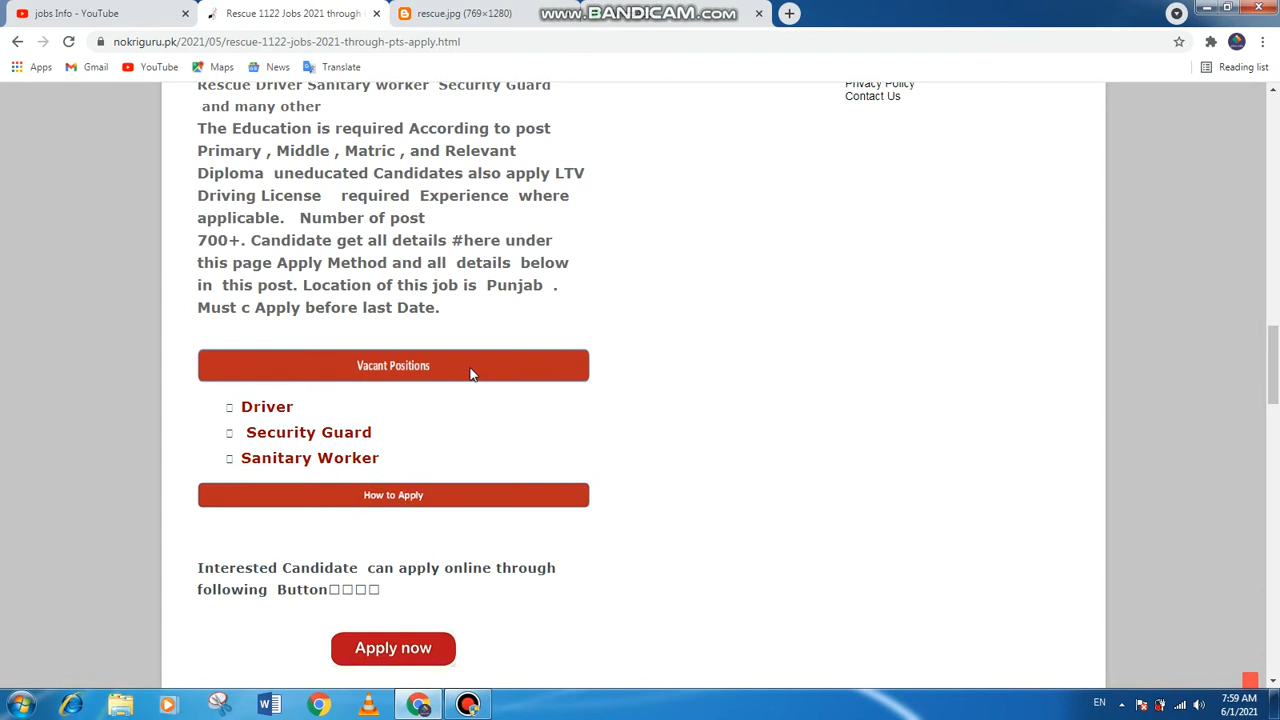 jobs Info - YouTube
Rescue 1122 Jobs 2021 through
rescue.jpg (769×1280)
www.BANDICAM.com
nokriguru.pk/2021/05/rescue-1122-jobs-2021-through-pts-apply.html
Apps
Gmail
YouTube
Maps
News
Translate
Reading list
Rescue Driver Sanitary worker Security Guard
and many other
The Education is required According to post
Primary , Middle , Matric , and Relevant
Diploma uneducated Candidates also apply LTV
Driving License required Experience where
applicable. Number of post
700+. Candidate get all details #here under
this page Apply Method and all details below
in this post. Location of this job is Punjab .
Must c Apply before last Date.
Vacant Positions
Driver
Security Guard
Sanitary Worker
How to Apply
Interested Candidate can apply online through
following Button
Apply now
Privacy Policy
Contact Us
EN
7:59 AM
6/1/2021